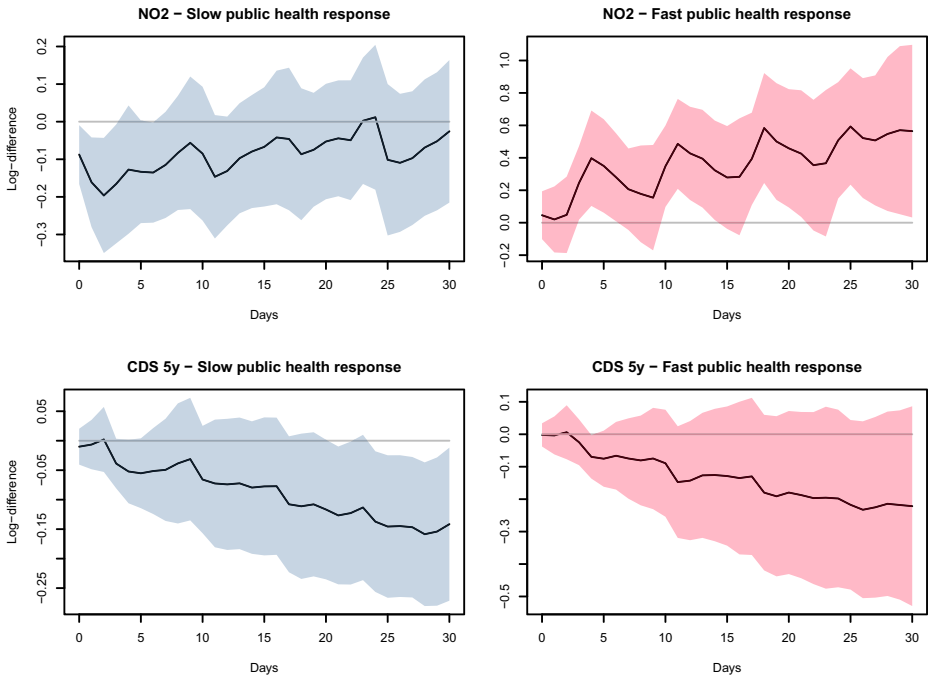 NO2 − Slow public health response
Log−difference
0.2
0.1
0.0
−0.1
−0.2
−0.3
0 5 10 15 20 25 30
Days
NO2 − Fast public health response
1.0
0.8
0.6
0.4
0.2
0.0
−0.2
0 5 10 15 20 25 30
Days
CDS 5y − Slow public health response
Log−difference
0.05
−0.05
−0.15
−0.25
0 5 10 15 20 25 30
Days
CDS 5y − Fast public health response
0.1
0.0
−0.1
−0.3
−0.5
0 5 10 15 20 25 30
Days